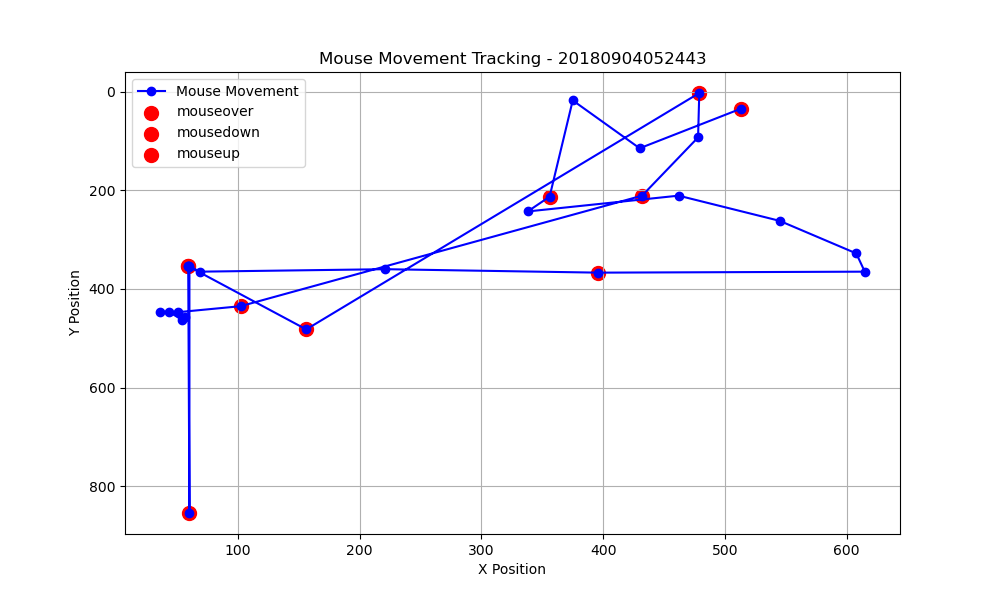 Mouse Movement Tracking - 20180904052443
Mouse Movement
mouseover
mousedown
mouseup
0
200
400
600
800
Y Position
100
200
300
400
500
600
X Position